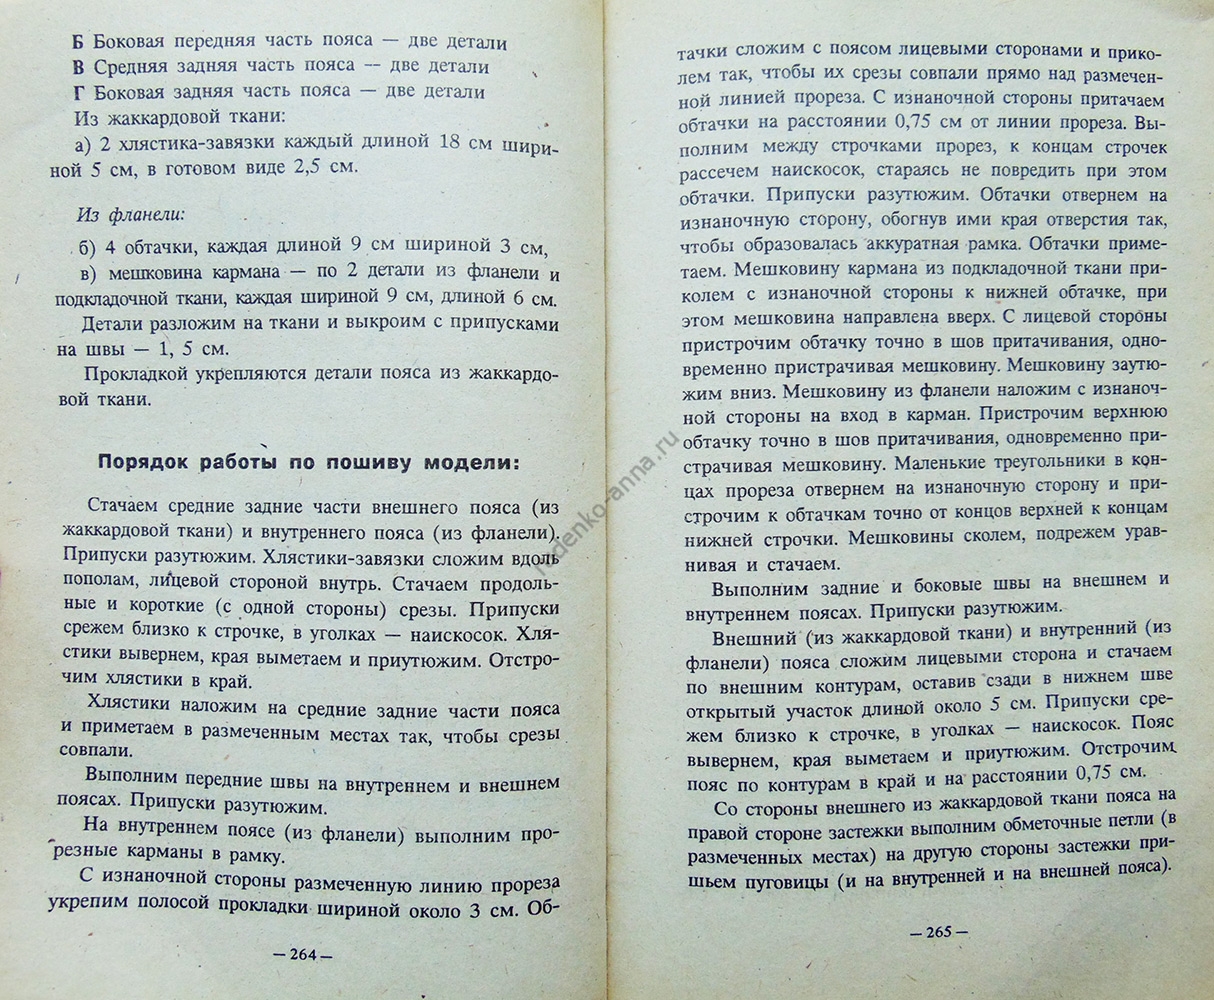 Б Боковая передняя часть пояса — две детали
В Средняя задняя часть пояса — две детали
Г Боковая задняя часть пояса — две детали
Из жаккардовой ткани:
а) 2 хлястика-завязки каждый длиной 18 см шири-
ной 5 см, в готовом виде 2,5 см.
Из фланели:
б) 4 обтачки, каждая длиной 9 см шириной 3 см,
в) мешковина кармана — по 2 детали из фланели и
подкладочной ткани, каждая шириной 9 см, длиной 6 см.
Детали разложим на ткани и выкроим с припусками
на швы — 1, 5 см.
Прокладкой укрепляются детали пояса из жаккардо-
вой ткани.
Порядок работы по пошиву модели:
Стачаем средние задние части внешнего пояса (из
жаккардовой ткани) и внутреннего пояса (из фланели).
Припуски разутюжим. Хлястики-завязки сложим вдоль
пополам, лицевой стороной внутрь. Стачаем продоль-
ные и короткие (с одной стороны) срезы. Припуски
срежем близко к строчке, в уголках — наискосок. Хля-
стики вывернем, края выметаем и приутюжим. Отстро-
чим хлястики в край.
Хлястики наложим на средние задние части пояса
и приметаем в размеченным местах так, чтобы срезы
совпали.
Выполним передние швы на внутреннем и внешнем
поясах. Припуски разутюжим.
На внутреннем поясе (из фланели) выполним про-
резные карманы в рамку.
С изнаночной стороны размеченную линию прореза
укрепим полосой прокладки шириной около 3 см. Об-
— 264 —
тачки сложим с поясом лицевыми сторонами и прико-
лем так, чтобы их срезы совпали прямо над размечен-
ной линией прореза. С изнаночной стороны притачаем
обтачки на расстоянии 0,75 см от линии прореза. Вы-
полним между строчками прорез, к концам строчек
рассечем наискосок, стараясь не повредить при этом
обтачки. Припуски разутюжим. Обтачки отвернем на
изнаночную сторону, обогнув ими края отверстия так,
чтобы образовалась аккуратная рамка. Обтачки приме-
таем. Мешковину кармана из подкладочной ткани при-
колем с изнаночной стороны к нижней обтачке, при
этом мешковина направлена вверх. С лицевой стороны
пристрочим обтачку точно в шов притачивания, одно-
временно пристрачивая мешковину. Мешковину заутю-
жим вниз. Мешковину из фланели наложим с изнаноч-
ной стороны на вход в карман. Пристрочим верхнюю
обтачку точно в шов притачивания, одновременно при-
страчивая мешковину. Маленькие треугольники в кон-
цах прореза отвернем на изнаночную сторону и при-
строчим к обтачкам точно от концов верхней к концам
нижней строчки. Мешковины сколем, подрежем урав-
нивая и стачаем.
Выполним задние и боковые швы на внешнем и
внутреннем поясах. Припуски разутюжим.
Внешний (из жаккардовой ткани) и внутренний (из
фланели) пояса сложим лицевыми сторона и стачаем
по внешним контурам, оставив сзади в нижнем шве
открытый участок длиной около 5 см. Припуски сре-
жем близко к строчке, в уголках — наискосок. Пояс
вывернем, края выметаем и приутюжим. Отстрочим
пояс по контурам в край и на расстоянии 0,75 см.
Со стороны внешнего из жаккардовой ткани пояса на
правой стороне застежки выполним обметочные петли (в
размеченных местах) на другую стороны застежки при-
шьем пуговицы (и на внутренней и на внешней пояса).
— 265 —